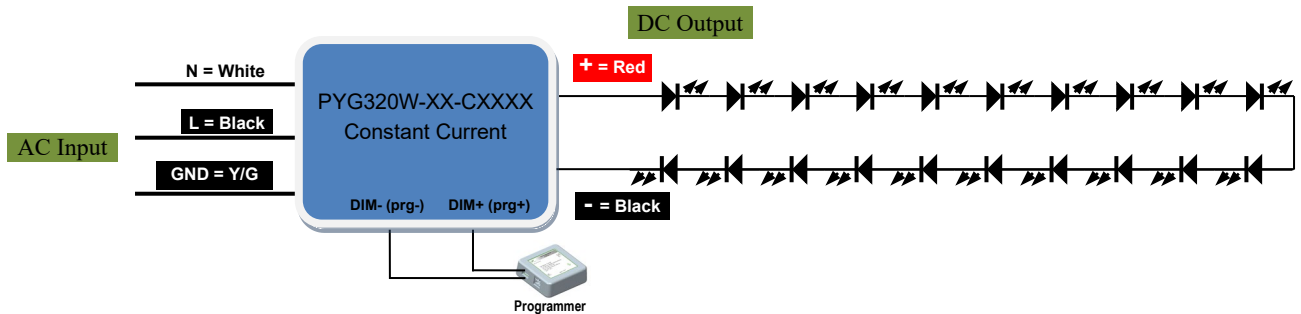 DC Output
+ = Red
N = White
PYG320W-XX-CXXXX
Constant Current
L = Black
AC Input
GND = Y/G
- = Black
DIM- (prg-) DIM+ (prg+)
Programmer